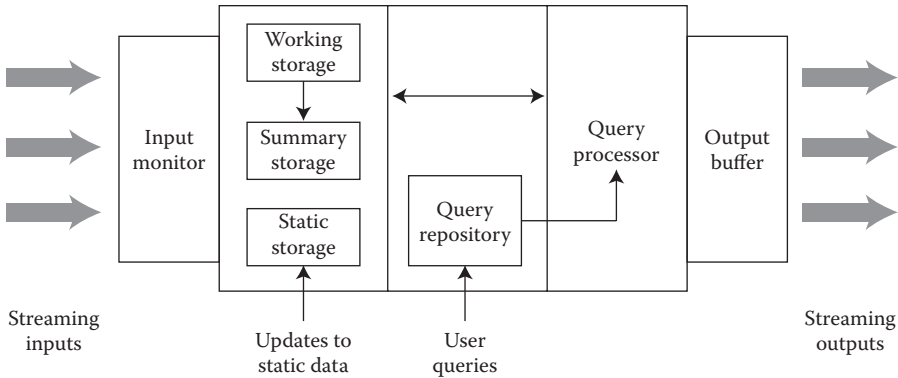 Working
storage
Summary
storage
Static
storage
Input
monitor
Query
repository
Query
processor
Output
buffer
Streaming
inputs
Updates to
static data
User
queries
Streaming
outputs